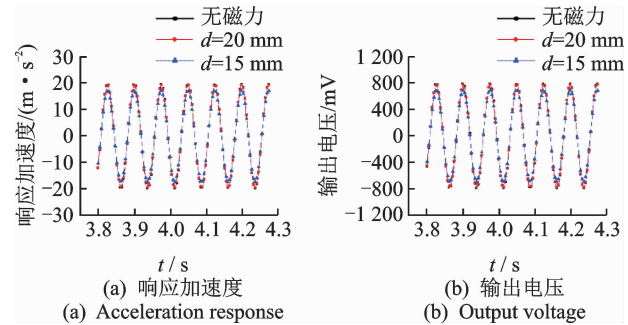 无磁力
d=20 mm
d=15 mm
响应加速度/(m·s⁻²)
30
20
10
0
−10
−20
−30
3.8 3.9 4.0 4.1 4.2 4.3
t / s
(a) 响应加速度
(a) Acceleration response
无磁力
d=20 mm
d=15 mm
输出电压/mV
1 200
800
400
0
−400
−800
−1 200
3.8 3.9 4.0 4.1 4.2 4.3
t / s
(b) 输出电压
(b) Output voltage